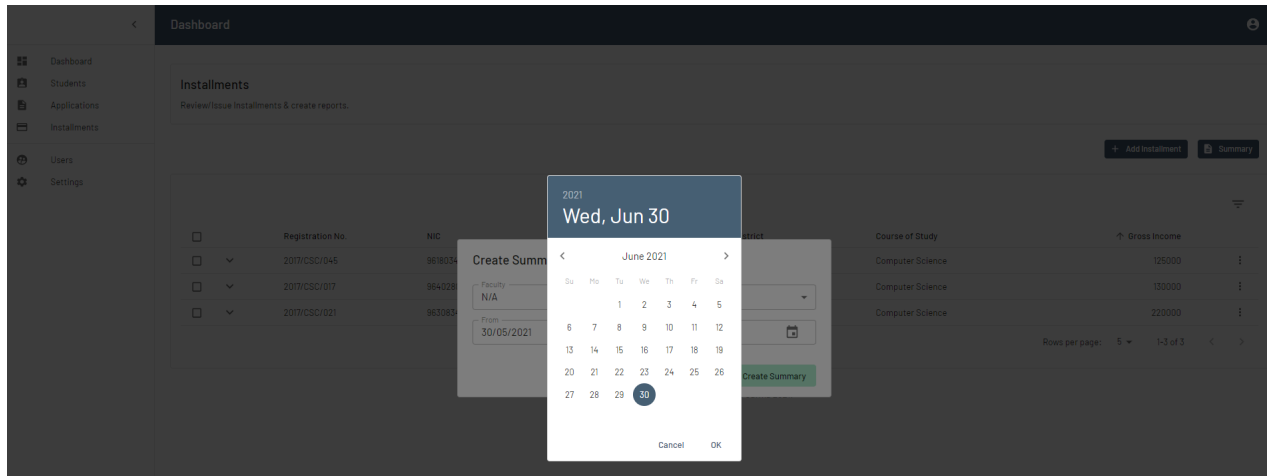 Dashboard
Dashboard
Students
Applications
Installments
Users
Settings
Installments
Review/Issue Installments & create reports.
+ Add Installment
Summary
Registration No.
NIC
Course of Study
Gross Income
2017/CSC/045
Computer Science
125000
2017/CSC/017
Computer Science
130000
2017/CSC/021
Computer Science
220000
Rows per page: 5 1-3 of 3
Faculty
N/A
From
30/05/2021
Create Summary
2021
Wed, Jun 30
June 2021
Su Mo Tu We Th Fr Sa
1 2 3 4 5
6 7 8 9 10 11 12
13 14 15 16 17 18 19
20 21 22 23 24 25 26
27 28 29 30
Cancel OK